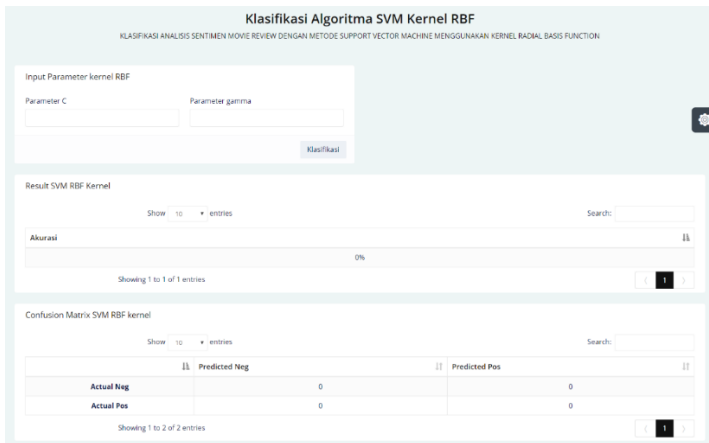 Klasifikasi Algoritma SVM Kernel RBF
KLASIFIKASI ANALISIS SENTIMEN MOVIE REVIEW DENGAN METODE SUPPORT VECTOR MACHINE MENGGUNAKAN KERNEL RADIAL BASIS FUNCTION
Input Parameter kernel RBF
Parameter C Parameter gamma
Klasifikasi
Result SVM RBF Kernel
Show 10 entries Search:
Akurasi
0%
Showing 1 to 1 of 1 entries 1
Confusion Matrix SVM RBF kernel
Show 10 entries Search:
Predicted Neg Predicted Pos
Actual Neg 0 0
Actual Pos 0 0
Showing 1 to 2 of 2 entries 1